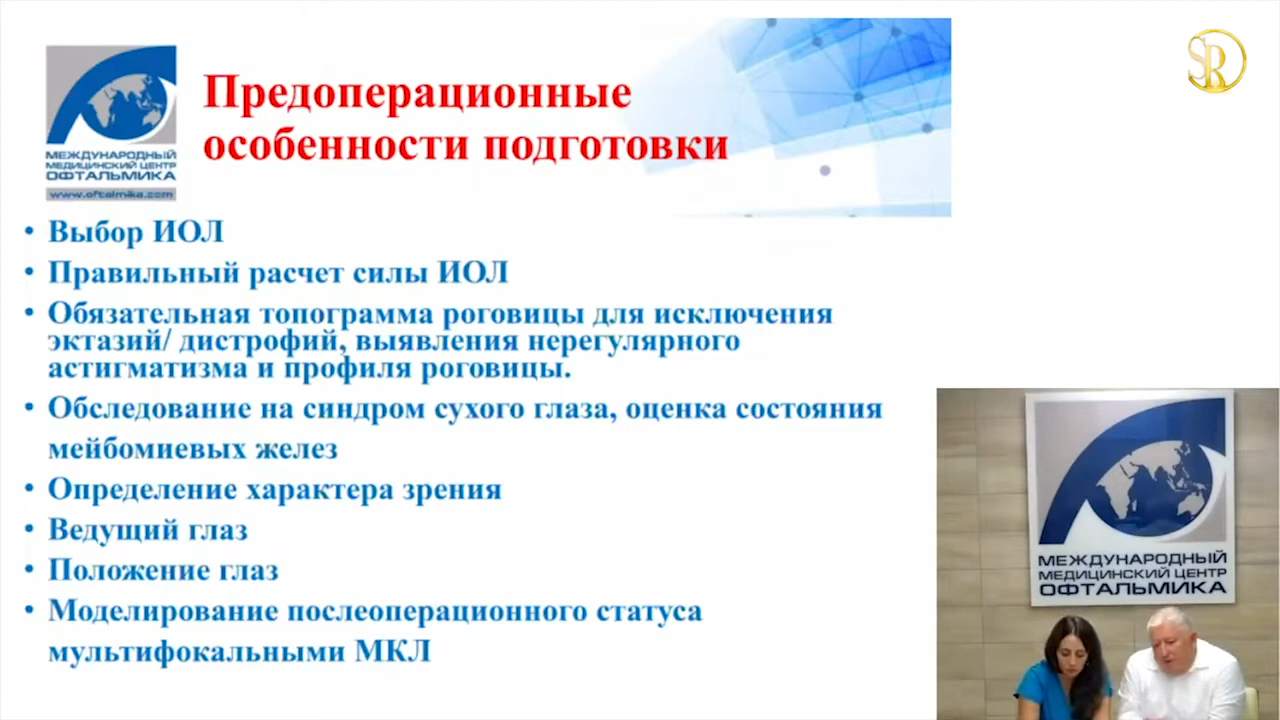 SR
МЕЖДУНАРОДНЫЙ
МЕДИЦИНСКИЙ ЦЕНТР
ОФТАЛЬМИКА
www.oftalmika.com
Предоперационные
особенности подготовки
• Выбор ИОЛ
• Правильный расчет силы ИОЛ
• Обязательная топограмма роговицы для исключения
эктазий/ дистрофий, выявления нерегулярного
астигматизма и профиля роговицы.
• Обследование на синдром сухого глаза, оценка состояния
мейбомиевых желез
• Определение характера зрения
• Ведущий глаз
• Положение глаз
• Моделирование послеоперационного статуса
мультифокальными МКЛ
МЕЖДУНАРОДНЫЙ
МЕДИЦИНСКИЙ ЦЕНТР
ОФТАЛЬМИКА